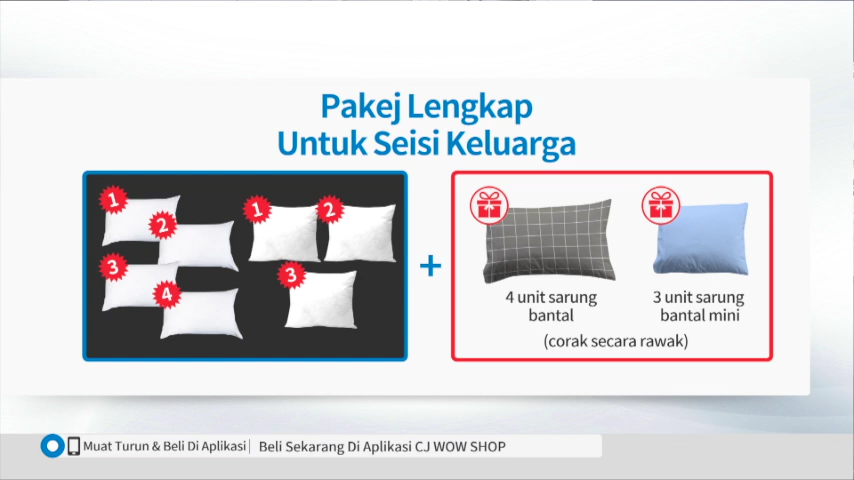 Pakej Lengkap
Untuk Seisi Keluarga
1
2
3
4
1
2
3
+
4 unit sarung
bantal
3 unit sarung
bantal mini
(corak secara rawak)
Muat Turun & Beli Di Aplikasi | Beli Sekarang Di Aplikasi CJ WOW SHOP